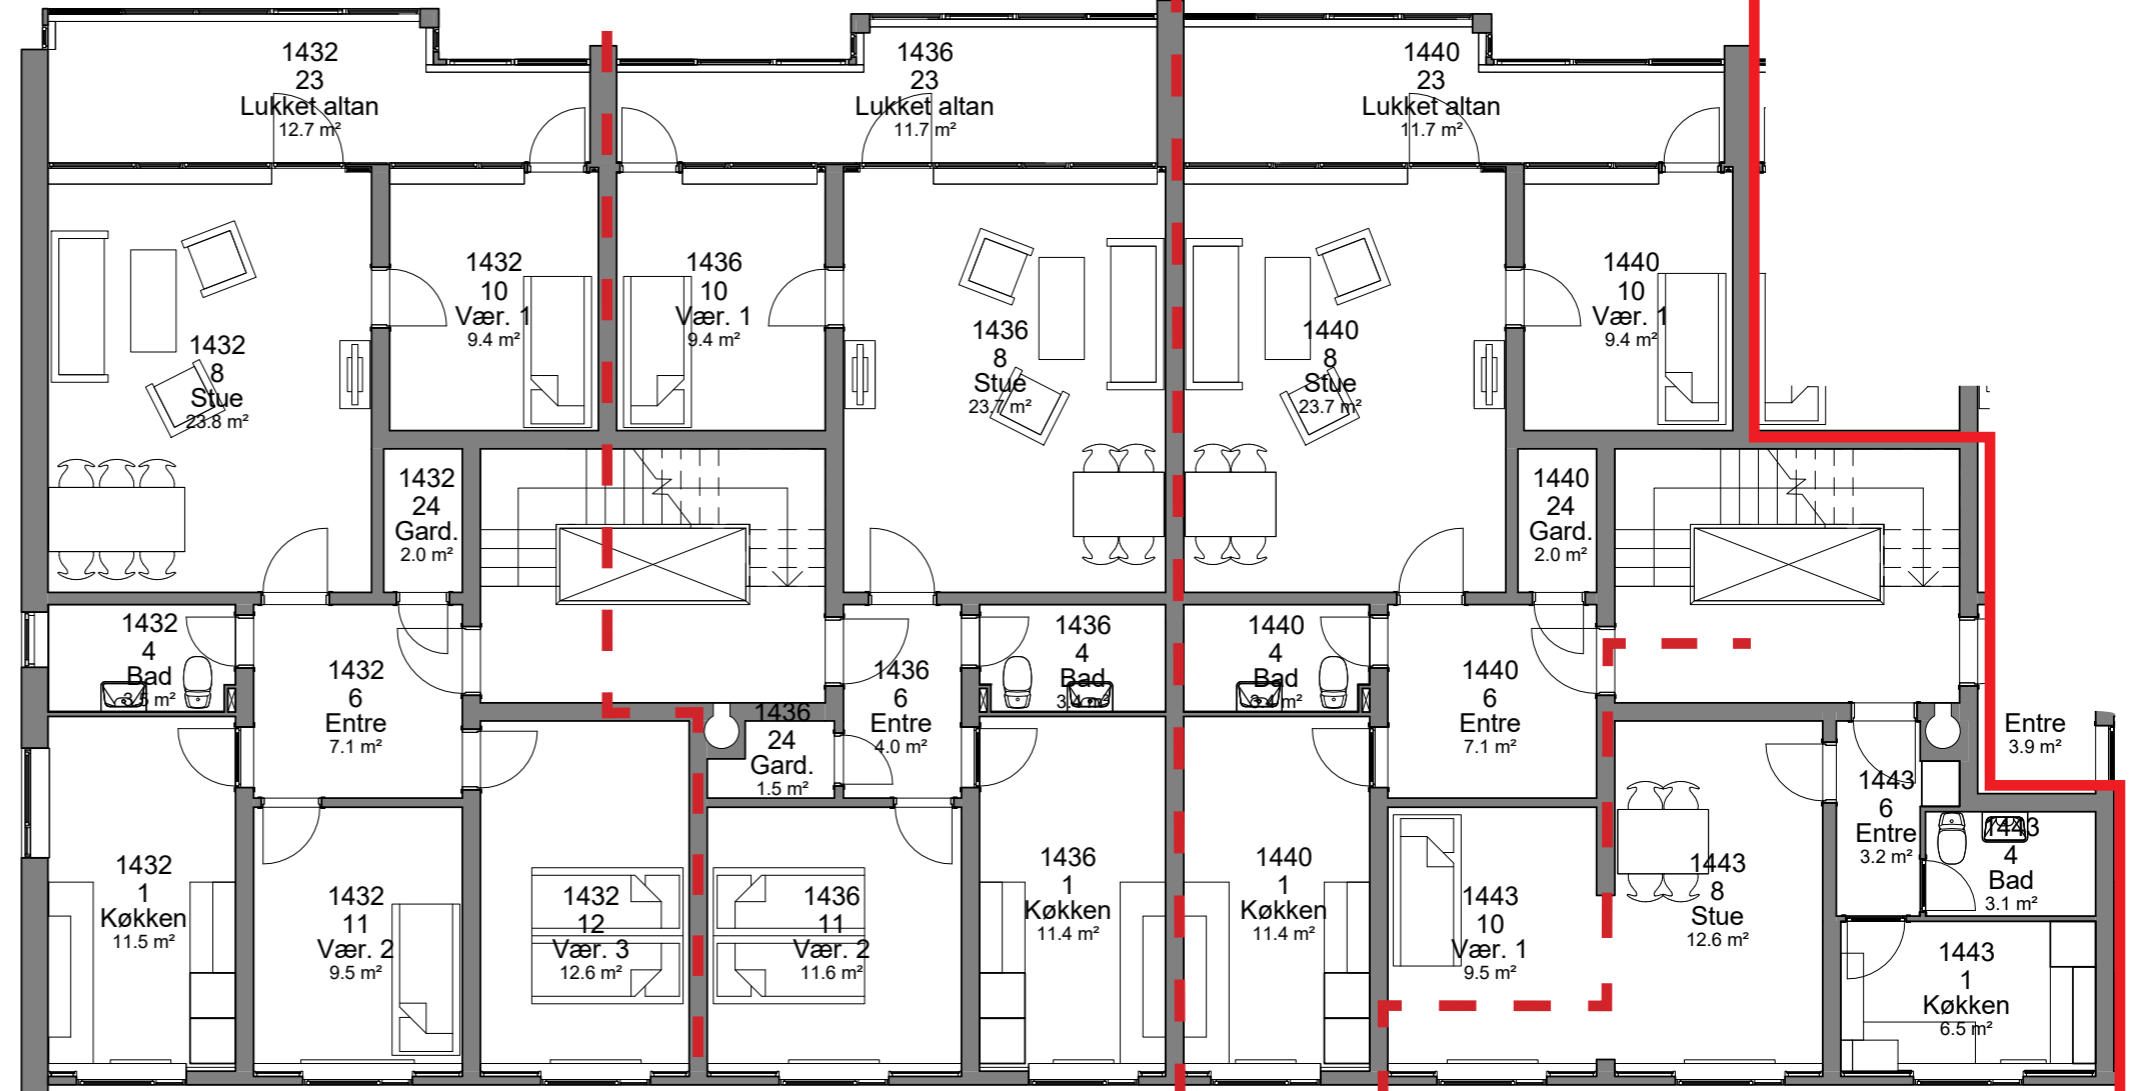 1432
23
Lukket altan
12.7 m²
1436
23
Lukket altan
11.7 m²
1440
23
Lukket altan
11.7 m²
1432
8
Stue
23.8 m²
1432
10
Vær. 1
9.4 m²
1436
10
Vær. 1
9.4 m²
1436
8
Stue
23.7 m²
1440
8
Stue
23.7 m²
1440
10
Vær. 1
9.4 m²
1432
24
Gard.
2.0 m²
1440
24
Gard.
2.0 m²
1432
4
Bad
3.5 m²
1432
6
Entre
7.1 m²
1436
24
Gard.
1.5 m²
1436
6
Entre
4.0 m²
1436
4
Bad
3.4 m²
1440
4
Bad
3.4 m²
1440
6
Entre
7.1 m²
Entre
3.9 m²
1432
1
Køkken
11.5 m²
1432
11
Vær. 2
9.5 m²
1432
12
Vær. 3
12.6 m²
1436
11
Vær. 2
11.6 m²
1436
1
Køkken
11.4 m²
1440
1
Køkken
11.4 m²
1443
10
Vær. 1
9.5 m²
1443
8
Stue
12.6 m²
1443
6
Entre
3.2 m²
1443
4
Bad
3.1 m²
1443
1
Køkken
6.5 m²